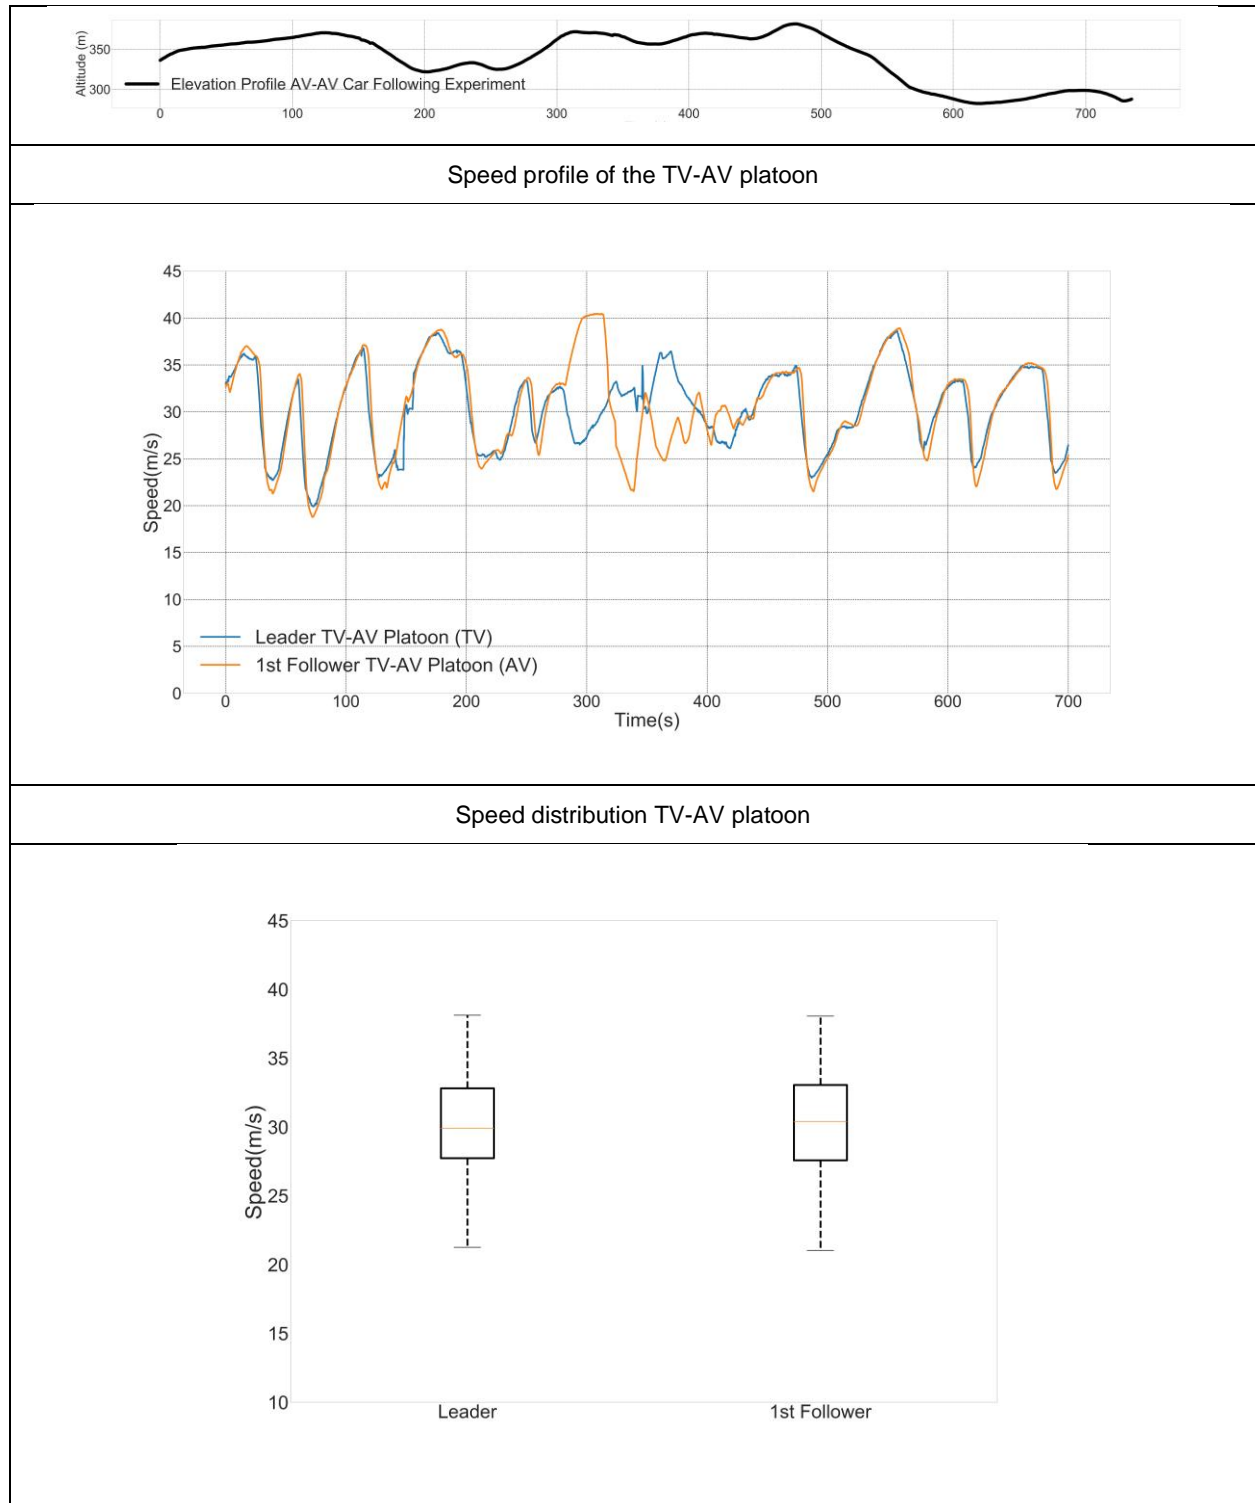 Altitude (m)
350
300
Elevation Profile AV-AV Car Following Experiment
0 100 200 300 400 500 600 700
Speed profile of the TV-AV platoon
45
40
35
30
25
20
15
10
5
0
Speed(m/s)
Leader TV-AV Platoon (TV)
1st Follower TV-AV Platoon (AV)
0 100 200 300 400 500 600 700
Time(s)
Speed distribution TV-AV platoon
45
40
35
30
25
20
15
10
Speed(m/s)
Leader 1st Follower